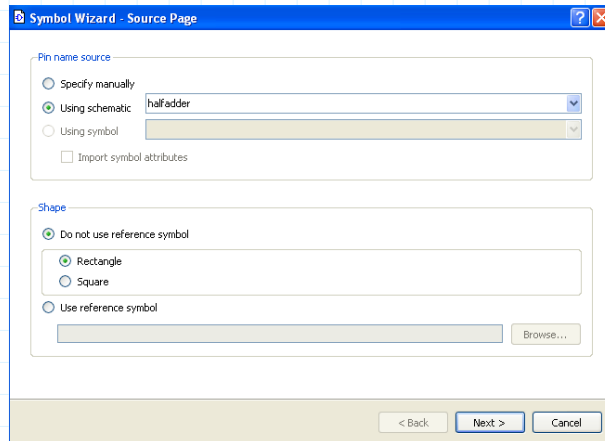 Symbol Wizard - Source Page
Pin name source
Specify manually
Using schematic halfadder
Using symbol
Import symbol attributes
Shape
Do not use reference symbol
Rectangle
Square
Use reference symbol
Browse...
< Back Next > Cancel